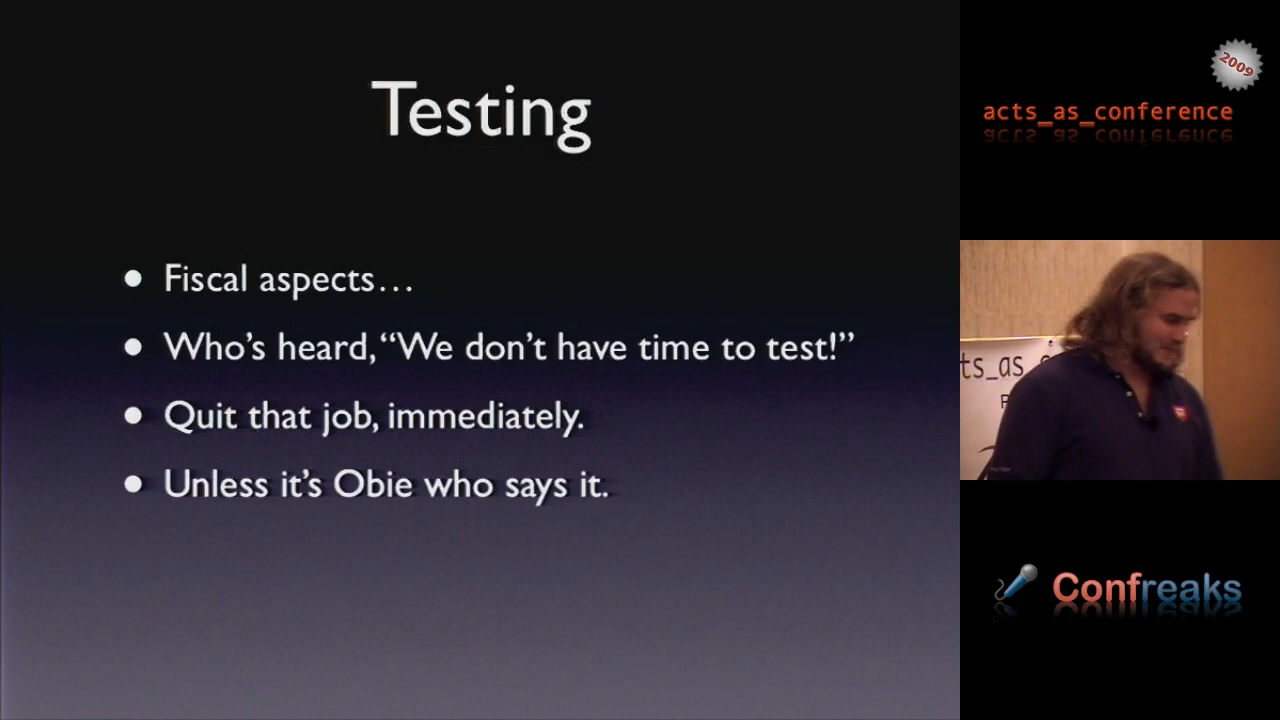 Testing
• Fiscal aspects…
• Who’s heard, “We don’t have time to test!”
• Quit that job, immediately.
• Unless it’s Obie who says it.
2009
acts_as_conference
ts_as
Confreaks